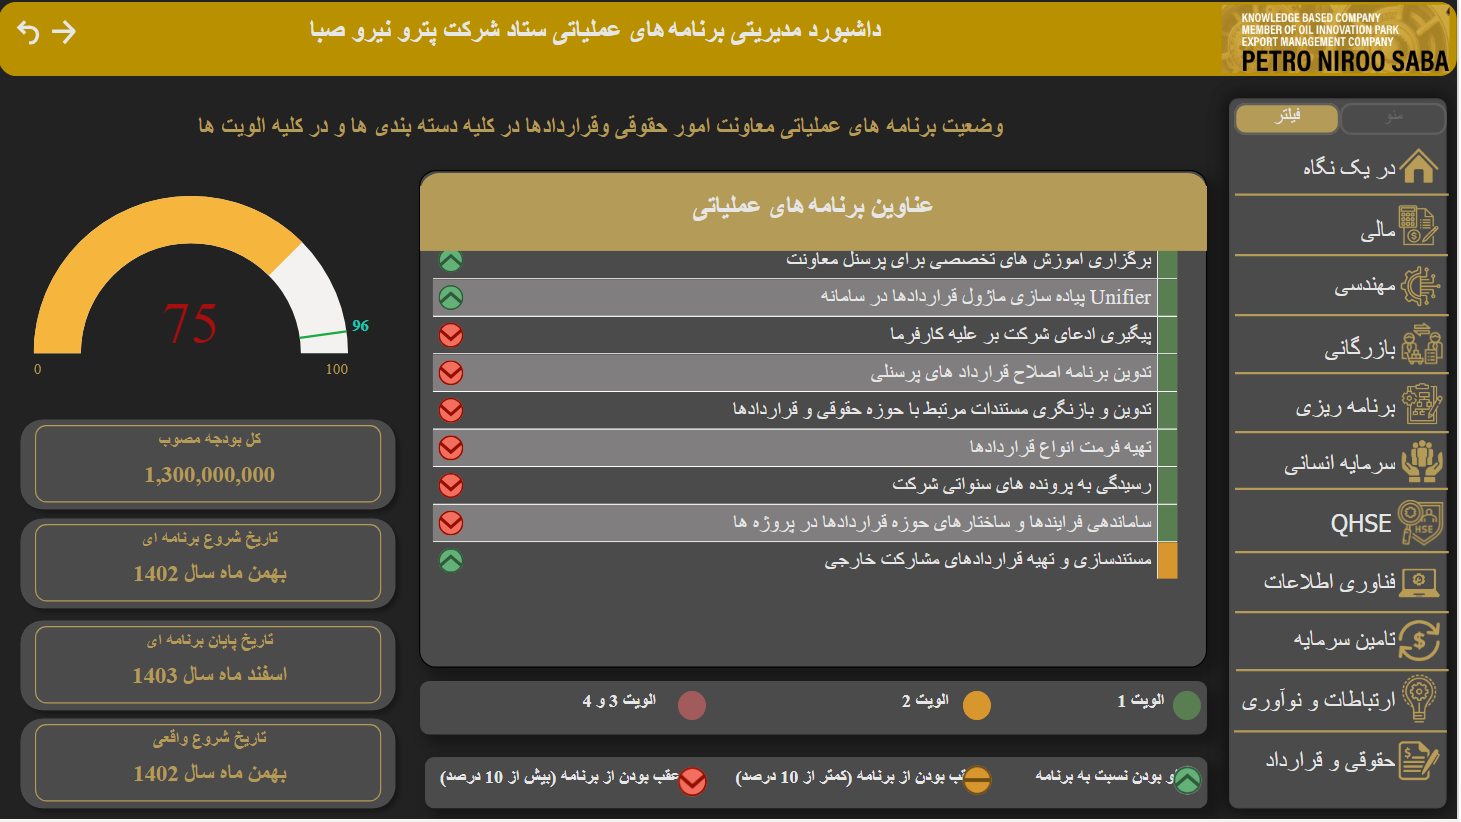 داشبورد مدیریتی برنامه های عملیاتی ستاد شرکت پترو نیرو صبا
KNOWLEDGE BASED COMPANY
MEMBER OF OIL INNOVATION PARK
EXPORT MANAGEMENT COMPANY
PETRO NIROO SABA
منو
فیلتر
در یک نگاه
مالی
مهندسی
بازرگانی
برنامه ریزی
سرمایه انسانی
QHSE
فناوری اطلاعات
تامین سرمایه
ارتباطات و نوآوری
حقوقی و قرارداد
وضعیت برنامه های عملیاتی معاونت امور حقوقی وقراردادها در کلیه دسته بندی ها و در کلیه الویت ها
عناوین برنامه های عملیاتی
برگزاری آموزش های تخصصی برای پرسنل معاونت
پیاده سازی ماژول قراردادها در سامانه Unifier
پیگیری ادعای شرکت بر علیه کارفرما
تدوین برنامه اصلاح قرارداد های پرسنلی
تدوین و بازنگری مستندات مرتبط با حوزه حقوقی و قراردادها
تهیه فرمت انواع قراردادها
رسیدگی به پرونده های سنواتی شرکت
ساماندهی فرایندها و ساختارهای حوزه قراردادها در پروژه ها
مستندسازی و تهیه قراردادهای مشارکت خارجی
الویت 1
الویت 2
الویت 3 و 4
و بودن نسبت به برنامه
قب بودن از برنامه (کمتر از 10 درصد)
عقب بودن از برنامه (بیش از 10 درصد)
75
96
0
100
کل بودجه مصوب
1,300,000,000
تاریخ شروع برنامه ای
بهمن ماه سال 1402
تاریخ پایان برنامه ای
اسفند ماه سال 1403
تاریخ شروع واقعی
بهمن ماه سال 1402